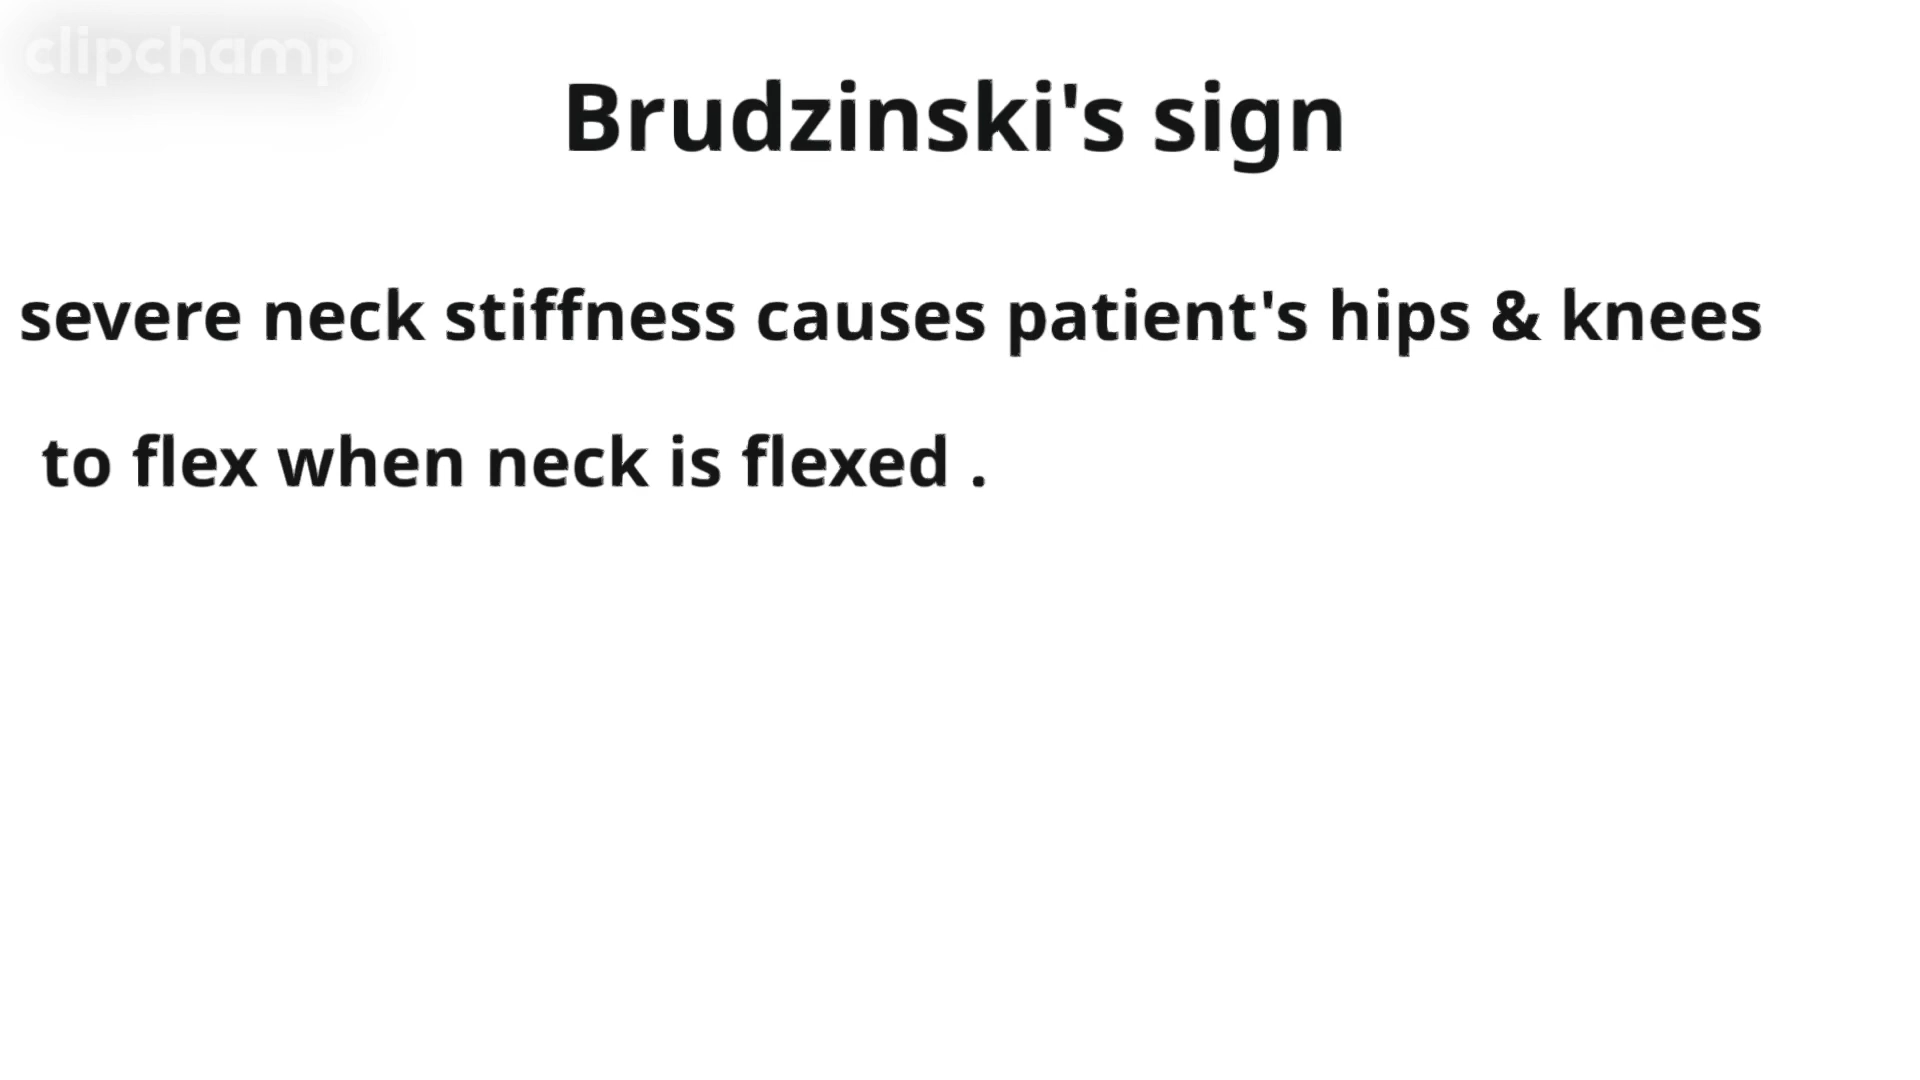 clipchamp
Brudzinski's sign
severe neck stiffness causes patient's hips & knees
to flex when neck is flexed .